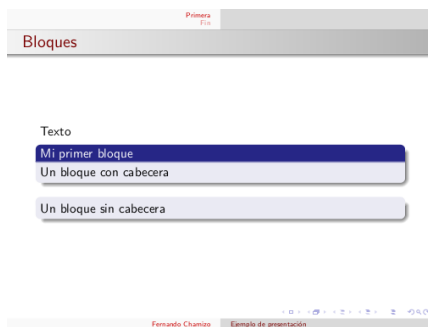 Primera
Fin
Bloques
Texto
Mi primer bloque
Un bloque con cabecera
Un bloque sin cabecera
Fernando Chamizo Ejemplo de presentación